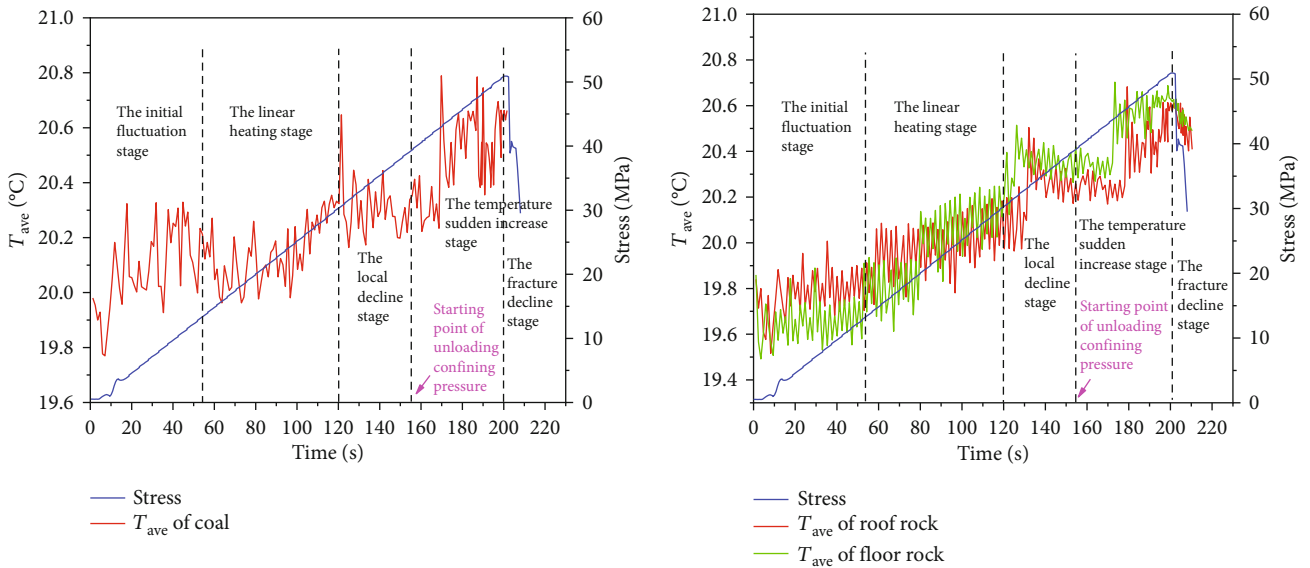 21.0
20.8
20.6
20.4
20.2
20.0
19.8
19.6
T ave (°C)
60
50
40
30
20
10
0
Stress (MPa)
0 20 40 60 80 100 120 140 160 180 200 220
Time (s)
The initial
fluctuation
stage
The linear
heating stage
The local
decline
stage
The temperature
sudden increase
stage
The
fracture
decline
stage
Starting
point of
unloading
confining
pressure
Stress
T ave of coal
21.0
20.8
20.6
20.4
20.2
20.0
19.8
19.6
19.4
T ave (°C)
60
50
40
30
20
10
0
Stress (MPa)
0 20 40 60 80 100 120 140 160 180 200 220
Time (s)
The initial
fluctuation
stage
The linear
heating stage
The local
decline
stage
The temperature
sudden
increase stage
The
fracture
decline
stage
Starting point
of unloading
confining
pressure
Stress
T ave of roof rock
T ave of floor rock